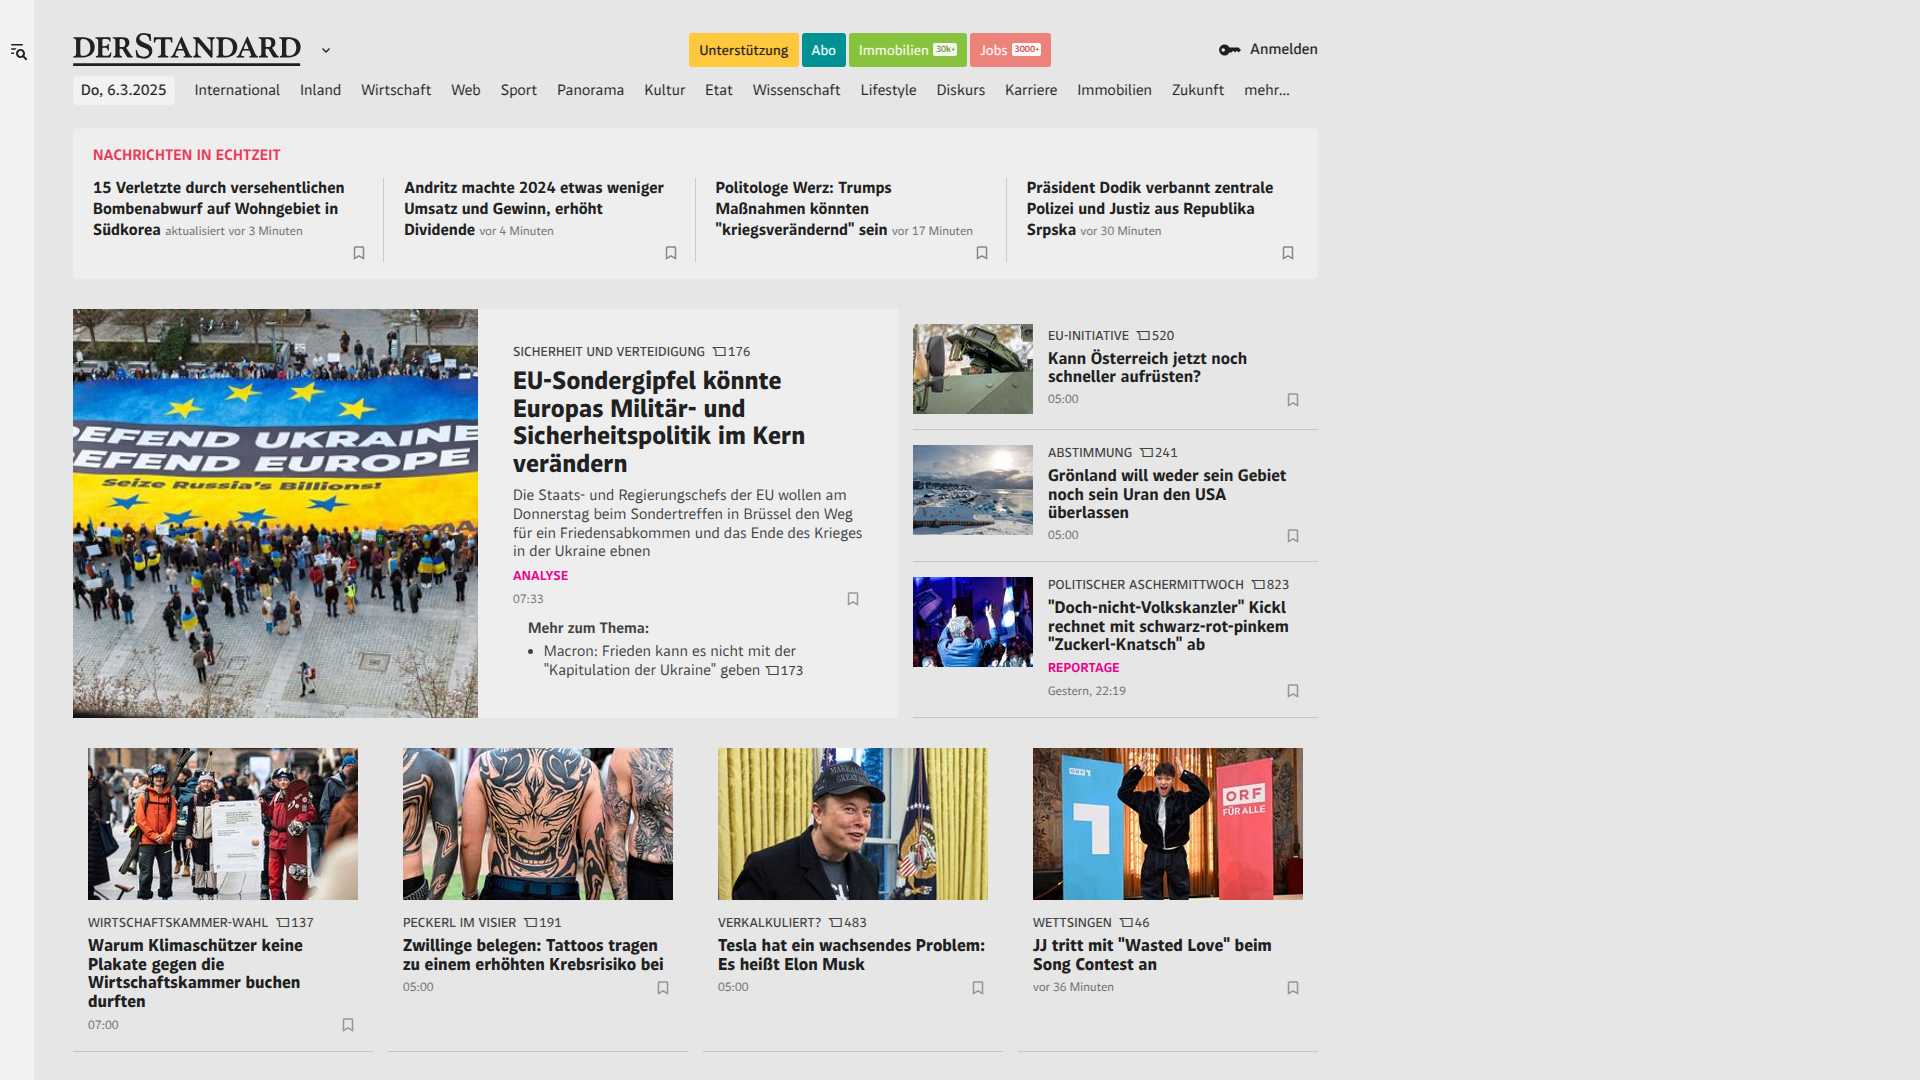 DERSTANDARD
Unterstützung
Abo
Immobilien 30k+
Jobs 3000+
Anmelden
Do, 6.3.2025
International
Inland
Wirtschaft
Web
Sport
Panorama
Kultur
Etat
Wissenschaft
Lifestyle
Diskurs
Karriere
Immobilien
Zukunft
mehr...
NACHRICHTEN IN ECHTZEIT
15 Verletzte durch versehentlichen
Bombenabwurf auf Wohngebiet in
Südkorea aktualisiert vor 3 Minuten
Andritz machte 2024 etwas weniger
Umsatz und Gewinn, erhöht
Dividende vor 4 Minuten
Politologe Werz: Trumps
Maßnahmen könnten
"kriegsverändernd" sein vor 17 Minuten
Präsident Dodik verbannt zentrale
Polizei und Justiz aus Republika
Srpska vor 30 Minuten
DEFEND UKRAINE
DEFEND EUROPE
Seize Russia's Billions!
SICHERHEIT UND VERTEIDIGUNG 176
EU-Sondergipfel könnte
Europas Militär- und
Sicherheitspolitik im Kern
verändern
Die Staats- und Regierungschefs der EU wollen am
Donnerstag beim Sondertreffen in Brüssel den Weg
für ein Friedensabkommen und das Ende des Krieges
in der Ukraine ebnen
ANALYSE
07:33
Mehr zum Thema:
• Macron: Frieden kann es nicht mit der
"Kapitulation der Ukraine" geben 173
EU-INITIATIVE 520
Kann Österreich jetzt noch
schneller aufrüsten?
05:00
ABSTIMMUNG 241
Grönland will weder sein Gebiet
noch sein Uran den USA
überlassen
05:00
POLITISCHER ASCHERMITTWOCH 823
"Doch-nicht-Volkskanzler" Kickl
rechnet mit schwarz-rot-pinkem
"Zuckerl-Knatsch" ab
REPORTAGE
Gestern, 22:19
WIRTSCHAFTSKAMMER-WAHL 137
Warum Klimaschützer keine
Plakate gegen die
Wirtschaftskammer buchen
durften
07:00
PECKERL IM VISIER 191
Zwillinge belegen: Tattoos tragen
zu einem erhöhten Krebsrisiko bei
05:00
VERKALKULIERT? 483
Tesla hat ein wachsendes Problem:
Es heißt Elon Musk
05:00
ORF 1
1
ORF
FÜR ALLE
WETTSINGEN 46
JJ tritt mit "Wasted Love" beim
Song Contest an
vor 36 Minuten